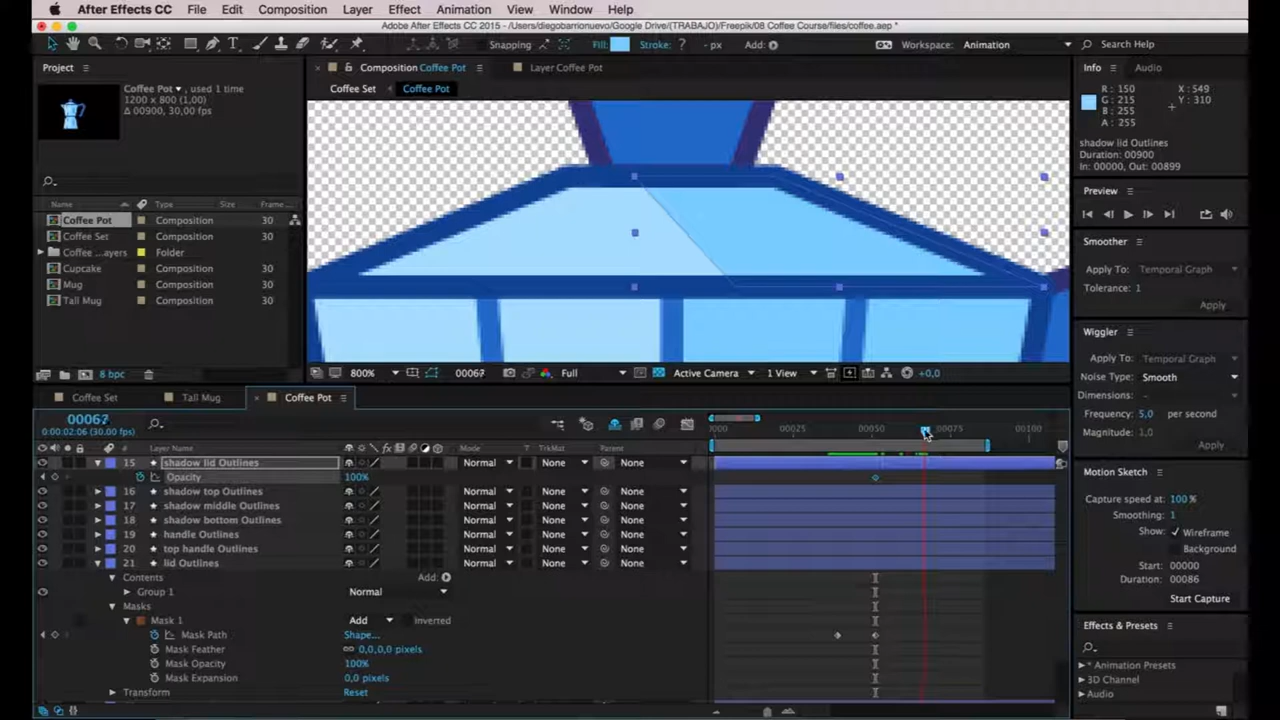 After Effects CC File Edit Composition Layer Effect Animation View Window Help
Adobe After Effects CC 2015 - /Users/diegobarrionuevo/Google Drive/(TRABAJO)/Freepik/08 Coffee Course/files/coffee.aep *
Snapping Fill: Stroke: ? - px Add: Workspace: Animation Search Help
Project
Composition Coffee Pot
Layer Coffee Pot
Info
Audio
Coffee Pot ▾, used 1 time
1200 x 800 (1,00)
Δ 00900, 30,00 fps
Coffee Set
Coffee Pot
R : 150
G : 215
B : 255
A : 255
X : 549
Y : 310
shadow lid Outlines
Duration: 00900
In: 00000, Out: 00899
Name Type Size Frame...
Coffee Pot Composition 30
Coffee Set Composition 30
Coffee ...ayers Folder
Cupcake Composition 30
Mug Composition 30
Tall Mug Composition 30
Preview
Smoother
Apply To: Temporal Graph
Tolerance: 1
Apply
Wiggler
Apply To: Temporal Graph
Noise Type: Smooth
Dimensions: -
Frequency: 5,0 per second
Magnitude: 1,0
Apply
8 bpc
800% 00067 Full Active Camera 1 View +0,0
Coffee Set
Tall Mug
Coffee Pot
00067
0:00:02:06 (30.00 fps)
0000 00025 00050 00075 00100
# Layer Name Mode T TrkMat Parent
15 shadow lid Outlines Normal None None
Opacity 100%
16 shadow top Outlines Normal None None
17 shadow middle Outlines Normal None None
18 shadow bottom Outlines Normal None None
19 handle Outlines Normal None None
20 top handle Outlines Normal None None
21 lid Outlines Normal None None
Contents Add:
Group 1 Normal
Masks
Mask 1 Add Inverted
Mask Path Shape...
Mask Feather 0,0,0,0 pixels
Mask Opacity 100%
Mask Expansion 0,0 pixels
Transform Reset
Motion Sketch
Capture speed at: 100 %
Smoothing: 1
Show: Wireframe
Background
Start: 00000
Duration: 00086
Start Capture
Effects & Presets
* Animation Presets
3D Channel
Audio